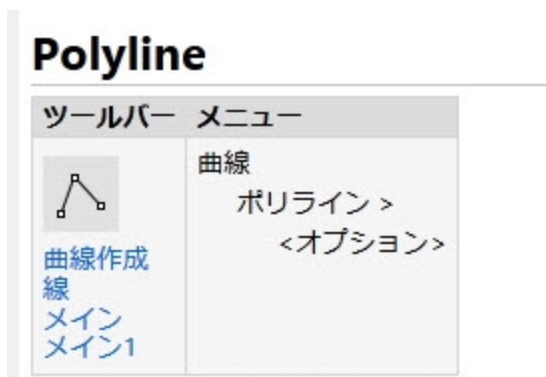 Polyline
ツールバー メニュー
曲線
ポリライン >
<オプション>
曲線作成
線
メイン
メイン1